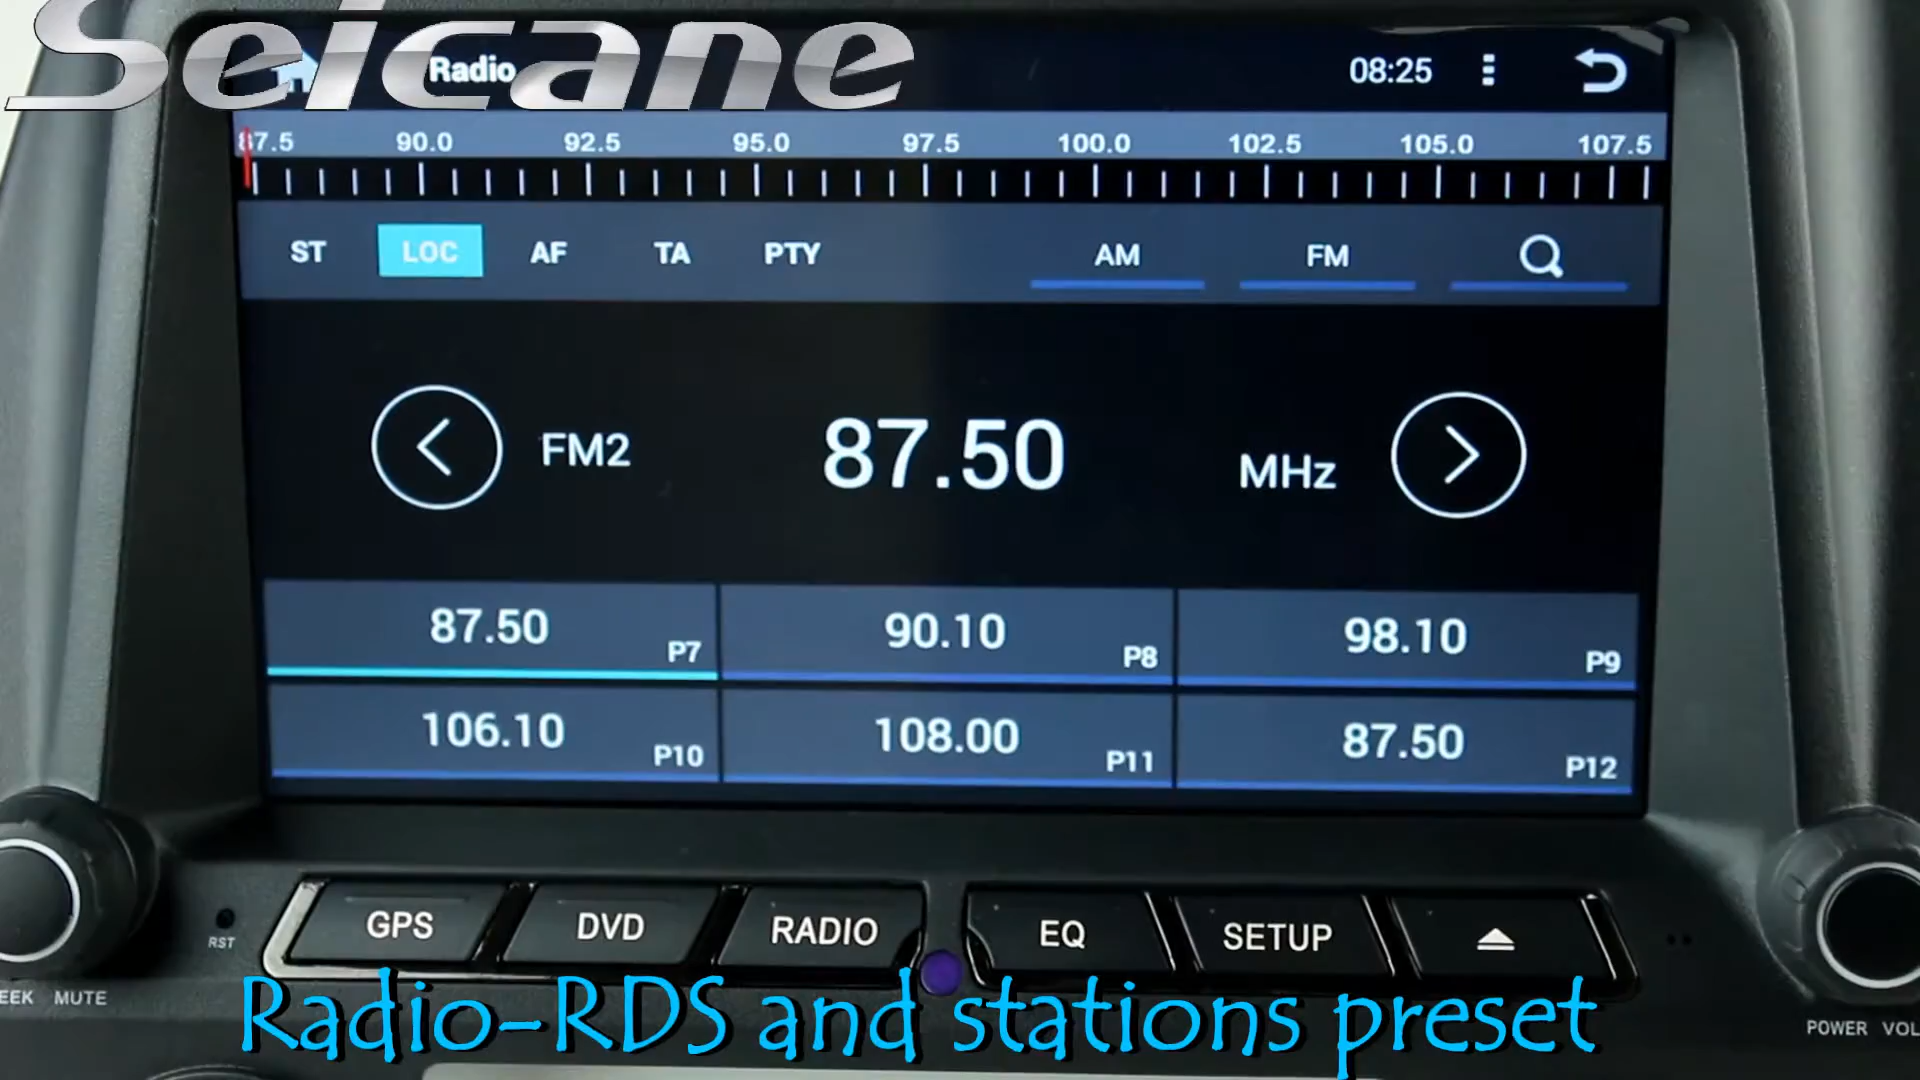 Seicane
Radio
08:25
87.5 90.0 92.5 95.0 97.5 100.0 102.5 105.0 107.5
ST LOC AF TA PTY AM FM
FM2 87.50 MHz
87.50 P7 90.10 P8 98.10 P9
106.10 P10 108.00 P11 87.50 P12
GPS DVD RADIO EQ SETUP
RST
MUTE
POWER VOL
Radio-RDS and stations preset